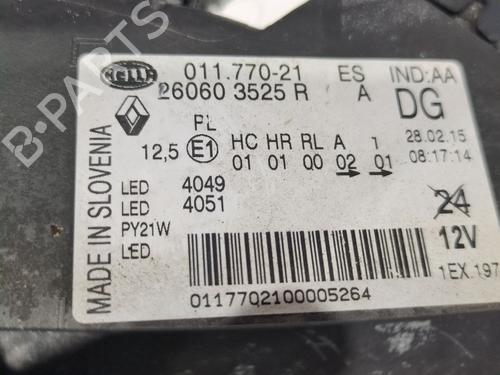 B-PARTS
HELLA 011.770-21 ES IND:AA
26060 3525 R A DG
PL HC HR RL A 1 28.02.15
12,5 E1 01 01 00 02 01 08:17:14
LED 4049
LED 4051 24
PY21W 12V
LED
1EX.197
0117702100005264
MADE IN SLOVENIA